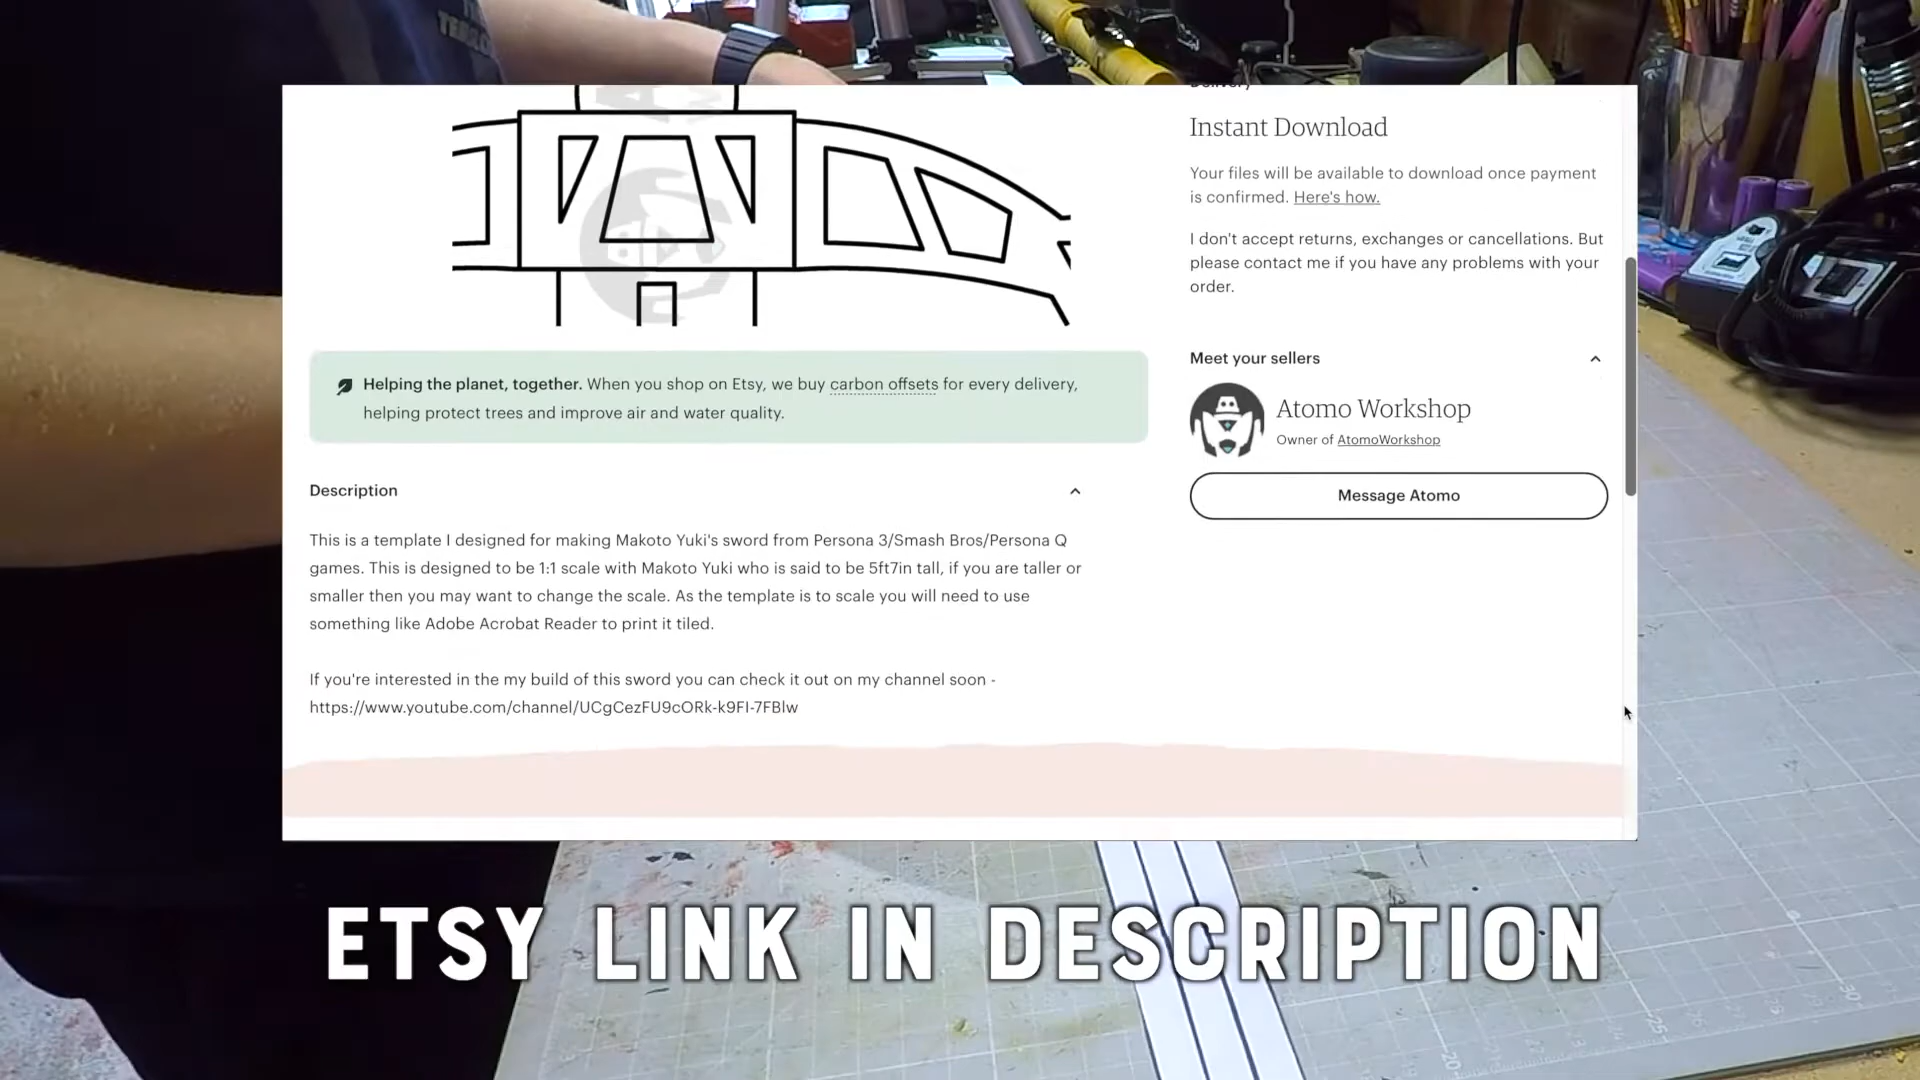 Delivery
Instant Download
Your files will be available to download once payment
is confirmed. Here's how.
I don't accept returns, exchanges or cancellations. But
please contact me if you have any problems with your
order.
Meet your sellers
Atomo Workshop
Owner of AtomoWorkshop
Message Atomo
Helping the planet, together. When you shop on Etsy, we buy carbon offsets for every delivery,
helping protect trees and improve air and water quality.
Description
This is a template I designed for making Makoto Yuki's sword from Persona 3/Smash Bros/Persona Q
games. This is designed to be 1:1 scale with Makoto Yuki who is said to be 5ft7in tall, if you are taller or
smaller then you may want to change the scale. As the template is to scale you will need to use
something like Adobe Acrobat Reader to print it tiled.
If you're interested in the my build of this sword you can check it out on my channel soon -
https://www.youtube.com/channel/UCgCezFU9cORk-k9FI-7FBlw
ETSY LINK IN DESCRIPTION